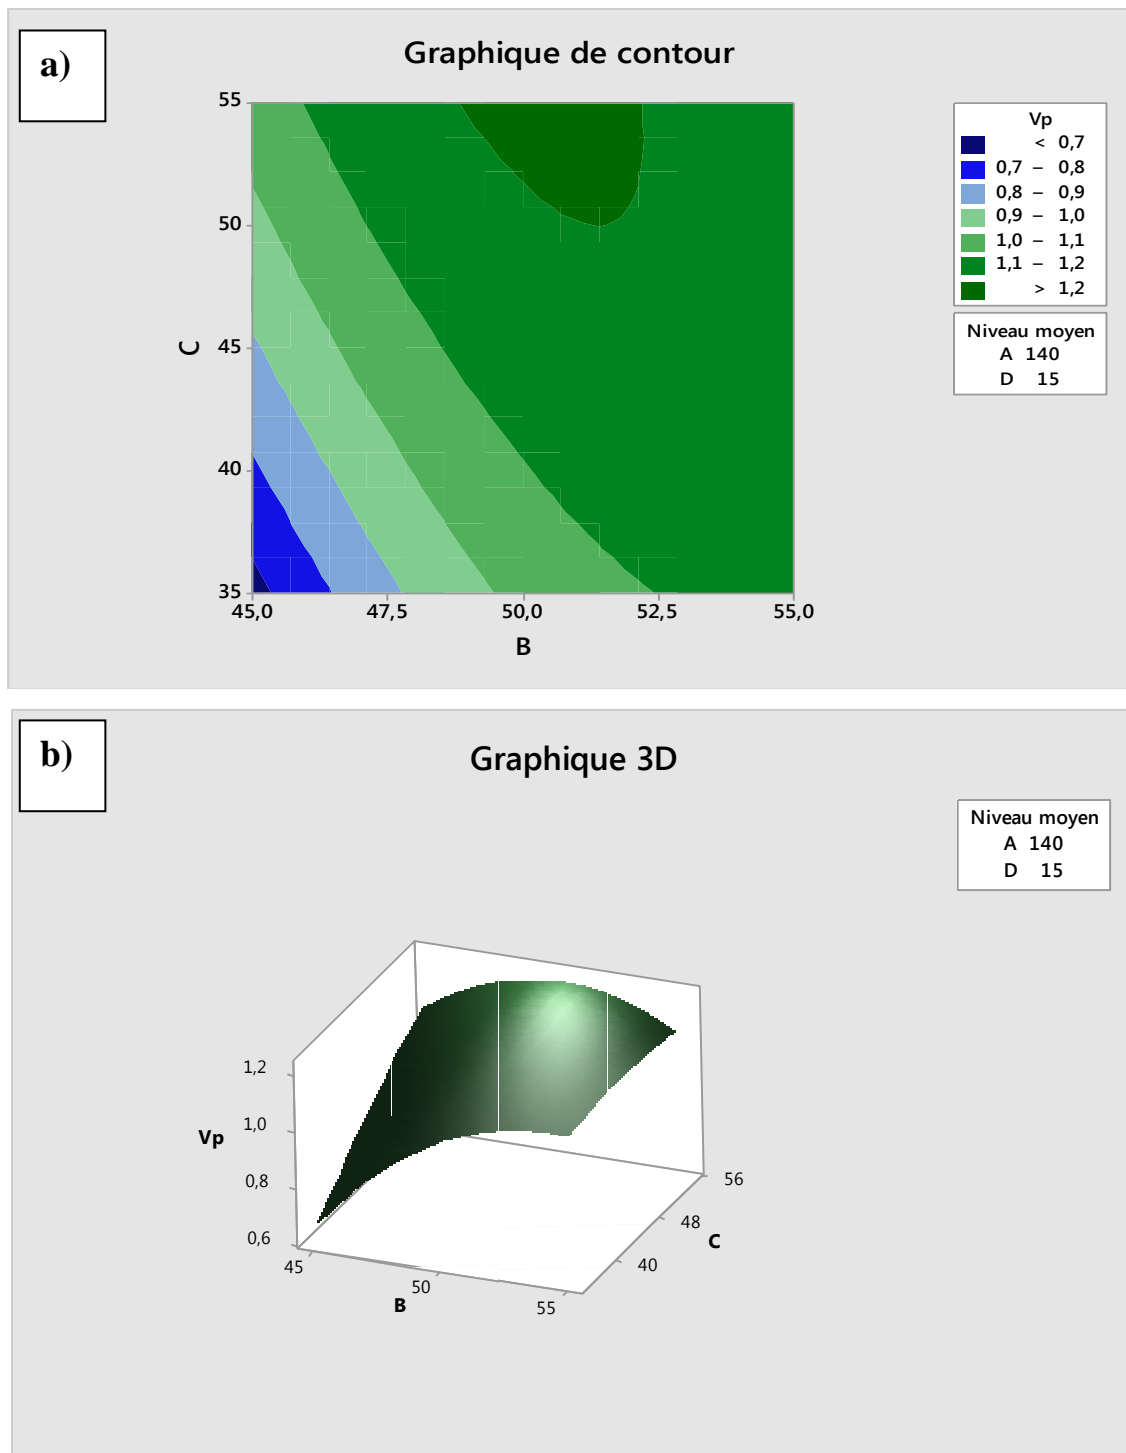 a)
Graphique de contour
Vp
< 0,7
0,7 – 0,8
0,8 – 0,9
0,9 – 1,0
1,0 – 1,1
1,1 – 1,2
> 1,2
Niveau moyen
A 140
D 15
55
50
45
40
35
C
45,0 47,5 50,0 52,5 55,0
B
b)
Graphique 3D
Niveau moyen
A 140
D 15
1,2
1,0
0,8
0,6
Vp
45
50
55
B
40
48
56
C